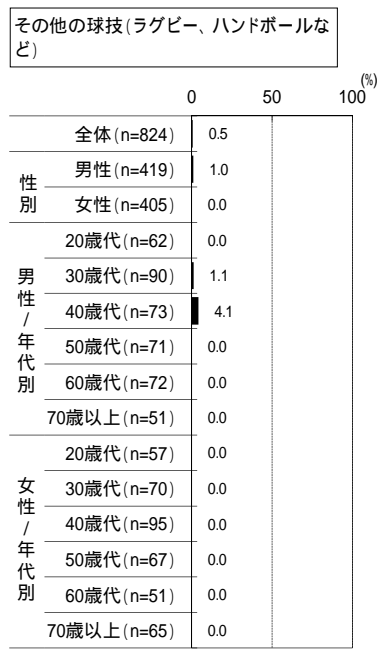 その他の球技(ラグビー、ハンドボールな
ど)
(%)
0 50 100
全体(n=824) 0.5
性別
男性(n=419) 1.0
女性(n=405) 0.0
男性/年代別
20歳代(n=62) 0.0
30歳代(n=90) 1.1
40歳代(n=73) 4.1
50歳代(n=71) 0.0
60歳代(n=72) 0.0
70歳以上(n=51) 0.0
女性/年代別
20歳代(n=57) 0.0
30歳代(n=70) 0.0
40歳代(n=95) 0.0
50歳代(n=67) 0.0
60歳代(n=51) 0.0
70歳以上(n=65) 0.0